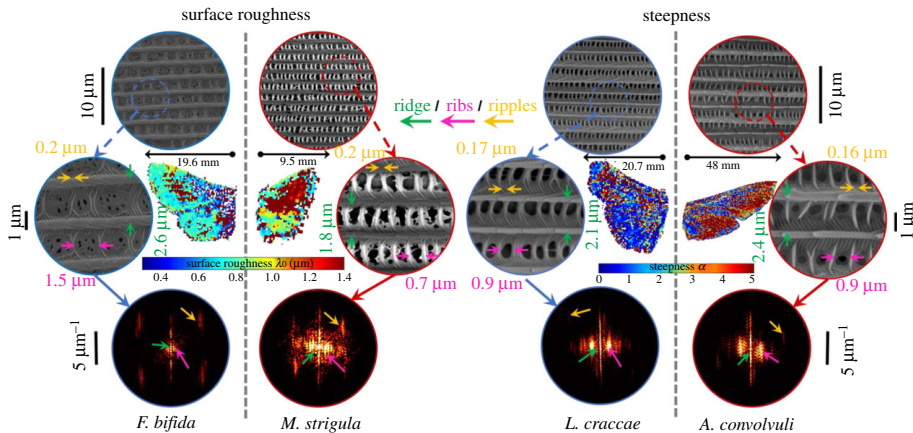 surface roughness
steepness
10 µm
ridge / ribs / ripples
10 µm
0.2 µm
19.6 mm
9.5 mm
0.2 µm
0.17 µm
20.7 mm
48 mm
0.16 µm
1 µm
2.6 µm
1.8 µm
2.1 µm
2.4 µm
1 µm
surface roughness λ0 (µm)
0.4 0.6 0.8 1.0 1.2 1.4
steepness α
0 1 2 3 4 5
1.5 µm
0.7 µm
0.9 µm
0.9 µm
5 µm⁻¹
5 µm⁻¹
F. bifida
M. strigula
L. craccae
A. convolvuli